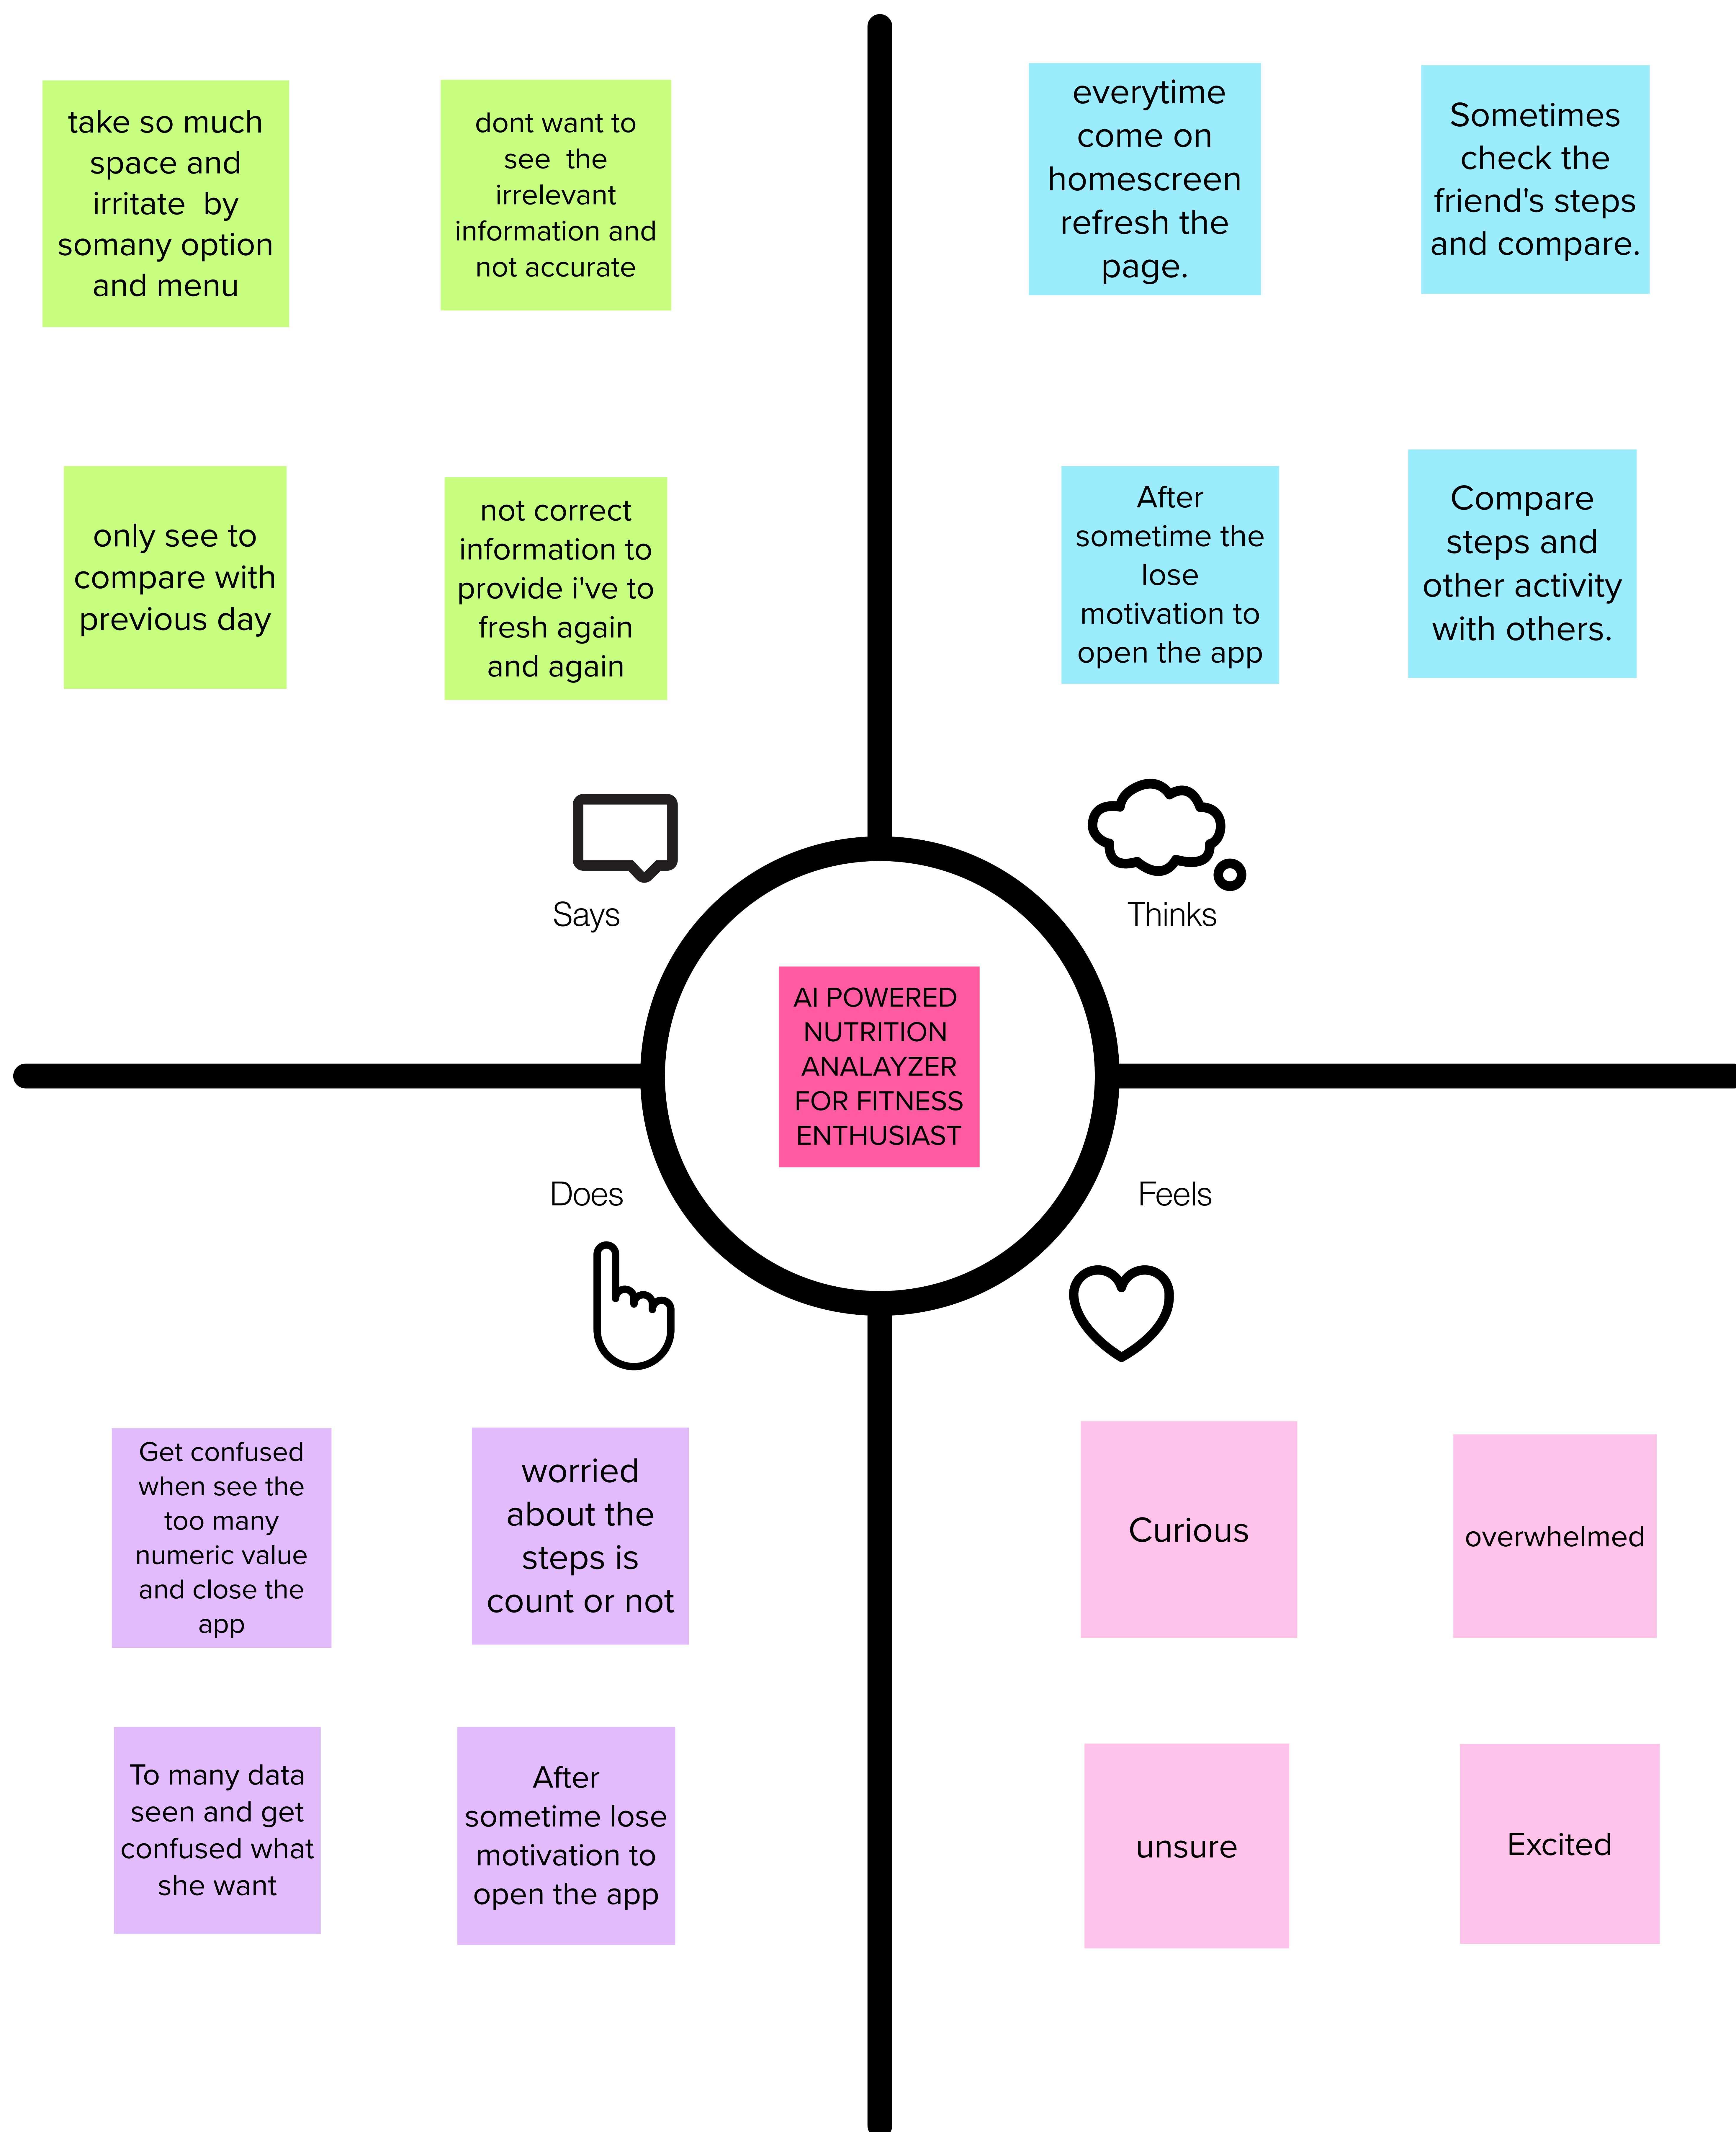 take so much
space and
irritate by
somany option
and menu
dont want to
see the
irrelevant
information and
not accurate
everytime
come on
homescreen
refresh the
page.
Sometimes
check the
friend's steps
and compare.
only see to
compare with
previous day
not correct
information to
provide i've to
fresh again
and again
After
sometime the
lose
motivation to
open the app
Compare
steps and
other activity
with others.
Says
Thinks
AI POWERED
NUTRITION
ANALAYZER
FOR FITNESS
ENTHUSIAST
Does
Feels
Get confused
when see the
too many
numeric value
and close the
app
worried
about the
steps is
count or not
Curious
overwhelmed
To many data
seen and get
confused what
she want
After
sometime lose
motivation to
open the app
unsure
Excited